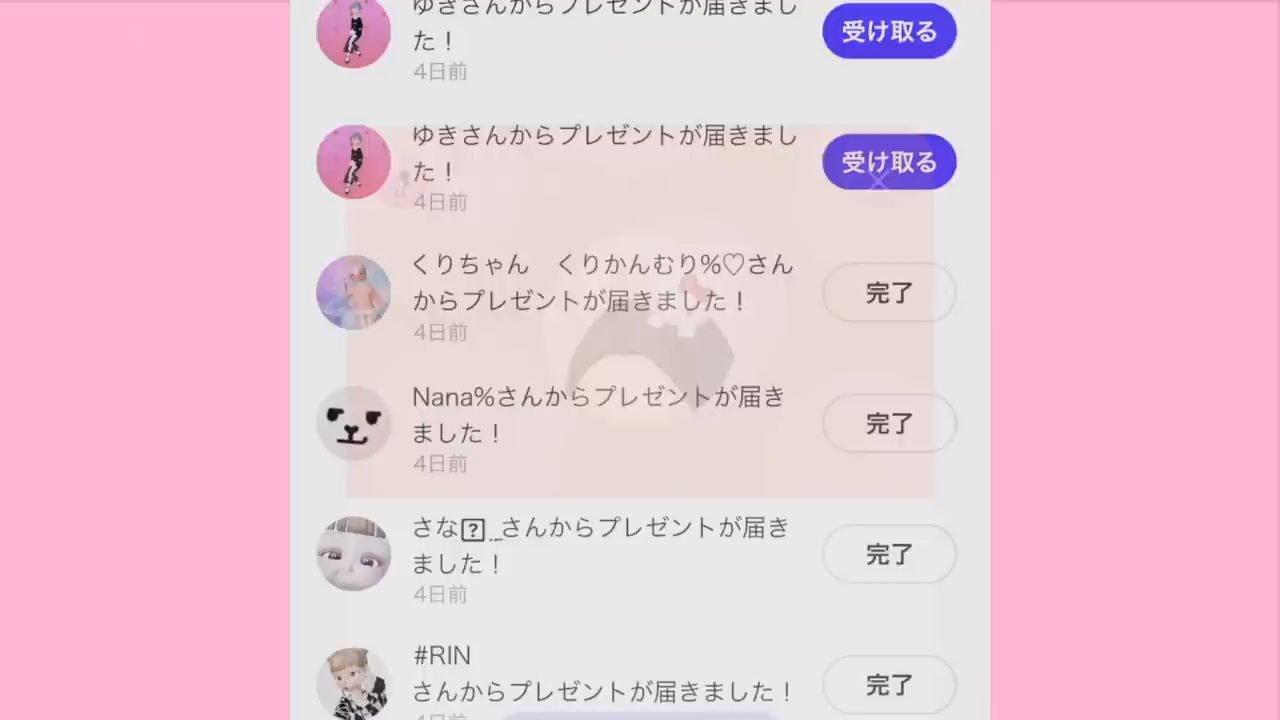 ゆきさんからプレゼントが届きまし
た！
4日前
受け取る
ゆきさんからプレゼントが届きまし
た！
4日前
受け取る
くりちゃん　くりかんむり%♡さん
からプレゼントが届きました！
4日前
完了
Nana%さんからプレゼントが届き
ました！
4日前
完了
さな⍰ ̤̮さんからプレゼントが届き
ました！
4日前
完了
#RIN
さんからプレゼントが届きました！
4日前
完了